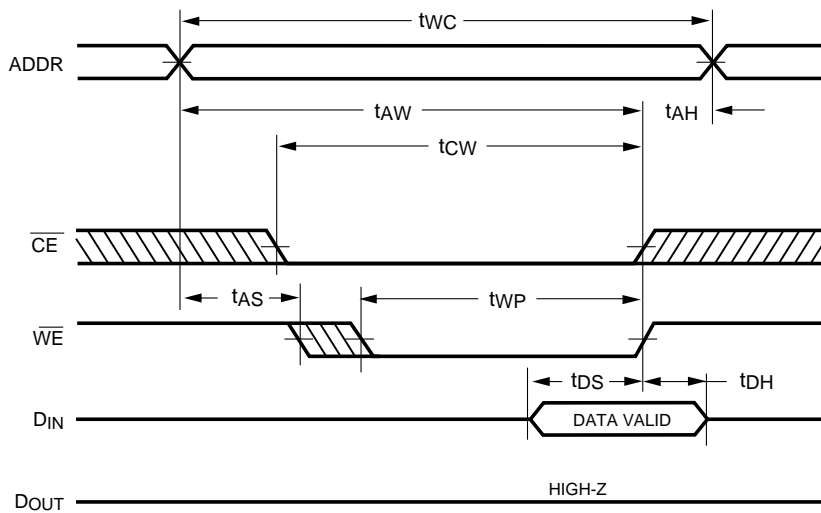 tWC
ADDR
tAW
tAH
tCW
CE
tAS
tWP
WE
tDS
tDH
DIN
DATA VALID
HIGH-Z
DOUT